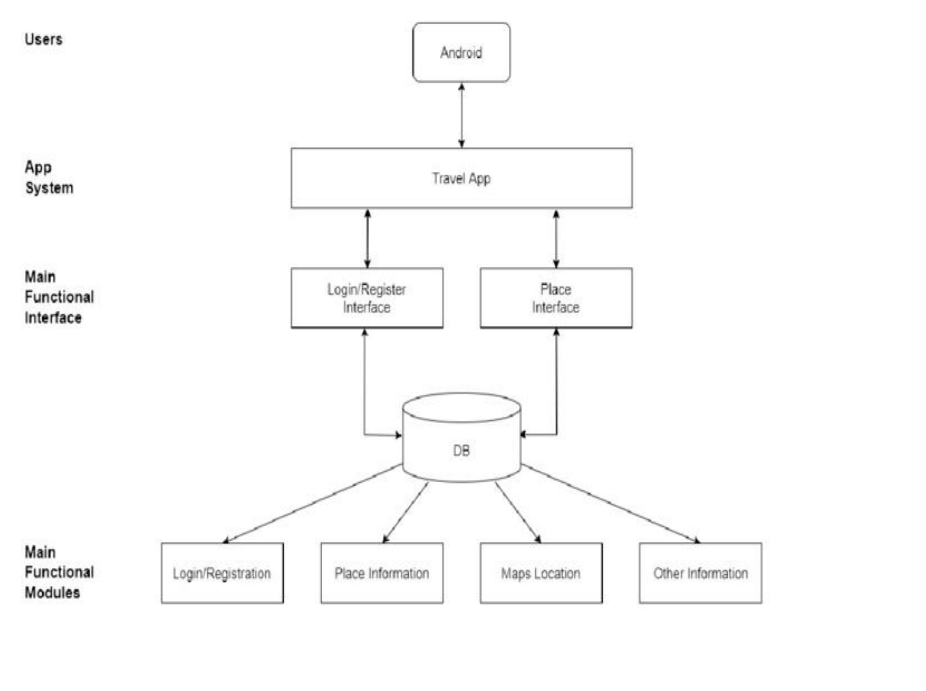 Users
Android
App
System
Travel App
Main
Functional
Interface
Login/Register
Interface
Place
Interface
DB
Main
Functional
Modules
Login/Registration
Place Information
Maps Location
Other Information